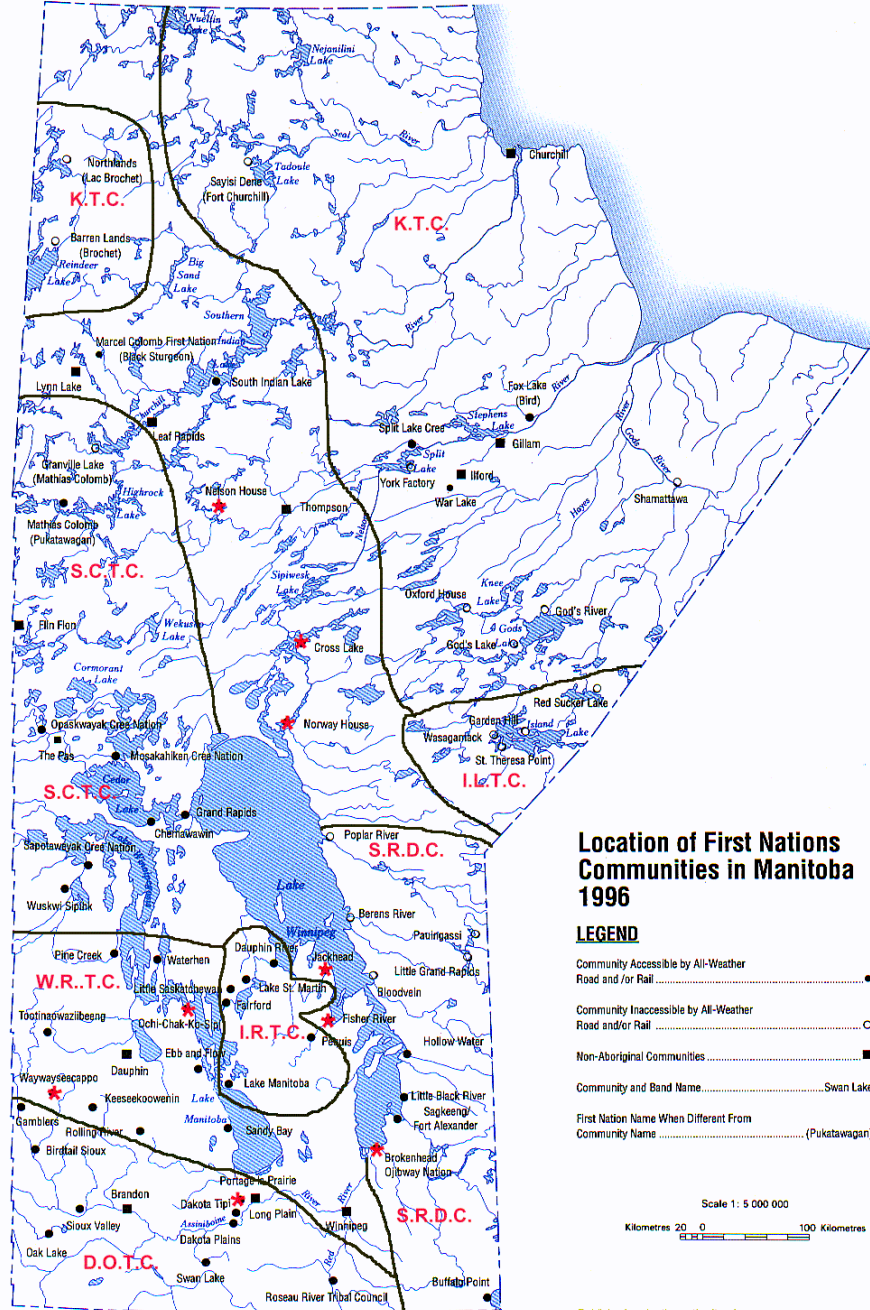 Nueltin
Lake
Nejanilini
Lake
Seal
River
Churchill
Northlands
(Lac Brochet)
K.T.C.
Sayisi Dene
(Fort Churchill)
Tadoule
Lake
K.T.C.
Barren Lands
(Brochet)
Reindeer
Lake
Big
Sand
Lake
Southern
Indian
Lake
River
Marcel Colomb First Nation
(Black Sturgeon)
Lynn Lake
South Indian Lake
Churchill
Leaf Rapids
Fox Lake
(Bird)
River
Stephens
Lake
Gillam
Split Lake Cree
Split
Lake
York Factory
Ilford
War Lake
River
Gods
River
Shamattawa
Hayes
Granville Lake
(Mathias Colomb)
Highrock
Lake
Mathias Colomb
(Pukatawagan)
Nelson House
Thompson
Nelson
S.C.T.C.
Sipiwesk
Lake
Oxford House
Knee
Lake
God's River
Gods
Lake
God's Lake
Flin Flon
Wekusko
Lake
Cross Lake
Cormorant
Lake
Red Sucker Lake
Opaskwayak Cree Nation
The Pas
Mosakahiken Cree Nation
Norway House
Garden Hill
Island
Lake
Wasagamack
St. Theresa Point
I.L.T.C.
Cedar
Lake
S.C.T.C.
Grand Rapids
Chemawawin
Poplar River
S.R.D.C.
Sapotawayak Cree Nation
Lake Winnipegosis
Wuskwi Sipihk
Lake
Winnipeg
Berens River
Pauingassi
Little Grand Rapids
Bloodvein
Pine Creek
Waterhen
Dauphin River
Jackhead
W.R..T.C.
Little Saskatchewan
Lake St. Martin
Fairford
Tootinaowaziibeeng
Ochi-Chak-Ko-Sipi
I.R.T.C.
Fisher River
Peguis
Hollow Water
Dauphin
Ebb and Flow
Lake
Manitoba
Lake Manitoba
Waywayseecappo
Keeseekoowenin
Gamblers
Rolling River
Birdtail Sioux
Sandy Bay
Little Black River
Sagkeeng/
Fort Alexander
Brokenhead
Ojibway Nation
Portage la Prairie
Brandon
Dakota Tipi
Long Plain
Assiniboine
River
Dakota Plains
Winnipeg
Red
River
S.R.D.C.
Sioux Valley
Oak Lake
D.O.T.C.
Swan Lake
Roseau River Tribal Council
Buffalo Point
Location of First Nations
Communities in Manitoba
1996
LEGEND
Community Accessible by All-Weather
Road and /or Rail
Community Inaccessible by All-Weather
Road and/or Rail
Non-Aboriginal Communities
Community and Band Name Swan Lake
First Nation Name When Different From
Community Name (Pukatawagan)
Scale 1: 5 000 000
Kilometres 20 0 100 Kilometres